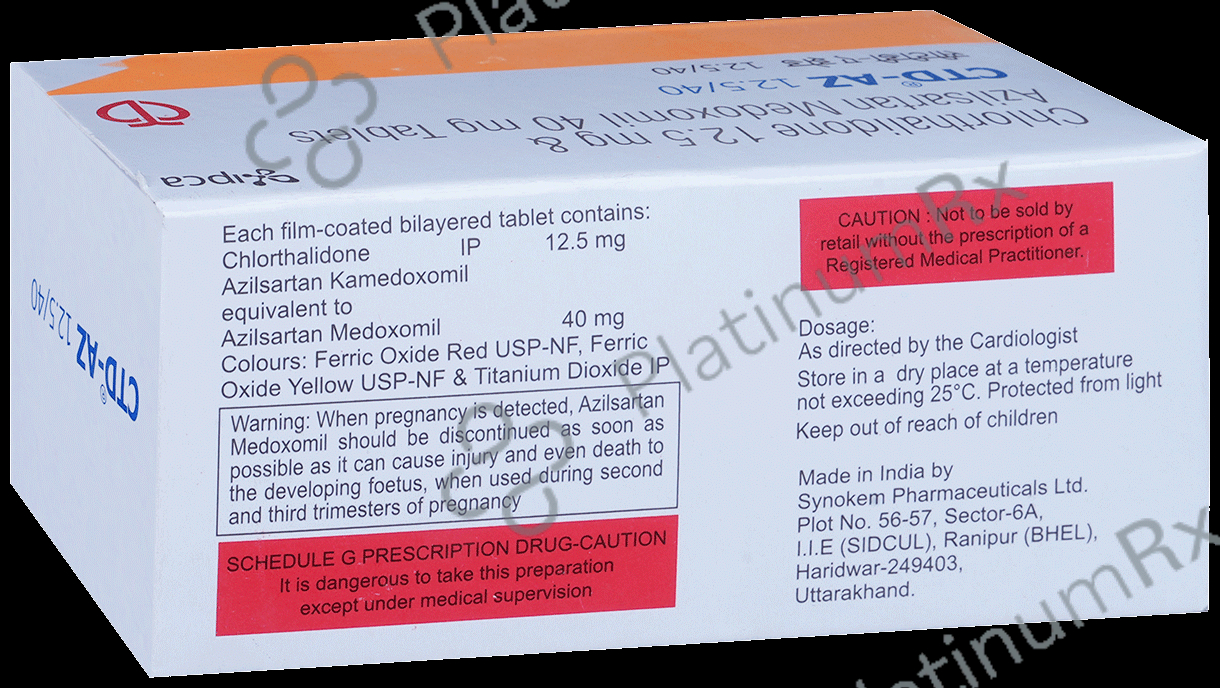 CTD-AZ® 12.5/40
सीटीडी-एज़ेड 12.5/40
Chlorthalidone 12.5 mg &
Azilsartan Medoxomil 40 mg Tablets
ipca
CTD-AZ® 12.5/40
Each film-coated bilayered tablet contains:
Chlorthalidone IP 12.5 mg
Azilsartan Kamedoxomil
equivalent to
Azilsartan Medoxomil 40 mg
Colours: Ferric Oxide Red USP-NF, Ferric
Oxide Yellow USP-NF & Titanium Dioxide IP
Warning: When pregnancy is detected, Azilsartan
Medoxomil should be discontinued as soon as
possible as it can cause injury and even death to
the developing foetus, when used during second
and third trimesters of pregnancy
SCHEDULE G PRESCRIPTION DRUG-CAUTION
It is dangerous to take this preparation
except under medical supervision
CAUTION : Not to be sold by
retail without the prescription of a
Registered Medical Practitioner.
Dosage:
As directed by the Cardiologist
Store in a dry place at a temperature
not exceeding 25°C. Protected from light
Keep out of reach of children
Made in India by
Synokem Pharmaceuticals Ltd.
Plot No. 56-57, Sector-6A,
I.I.E (SIDCUL), Ranipur (BHEL),
Haridwar-249403,
Uttarakhand.
PlatinumRx
PlatinumRx